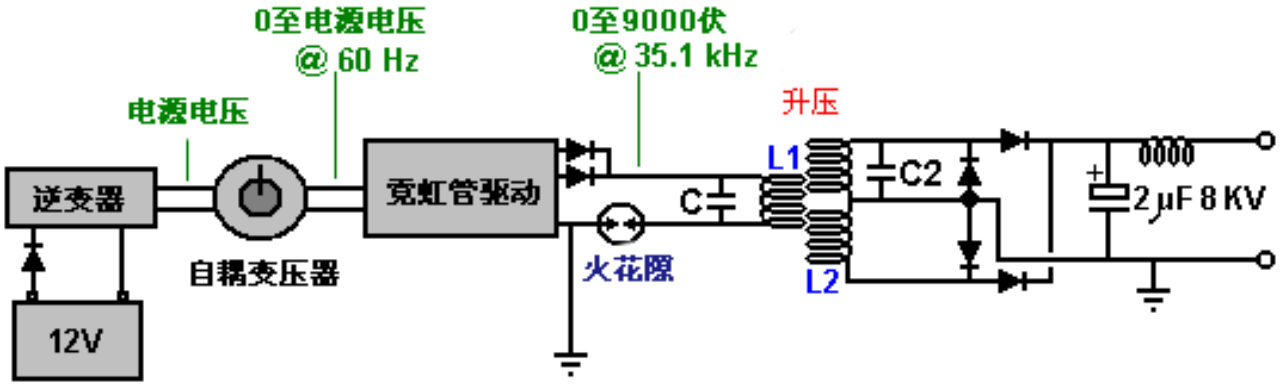 0至电源电压
@ 60 Hz
0至9000伏
@ 35.1 kHz
电源电压
升压
逆变器
霓虹管驱动
L1
C
C2
+
2 µF 8 KV
自耦变压器
火花隙
L2
12V